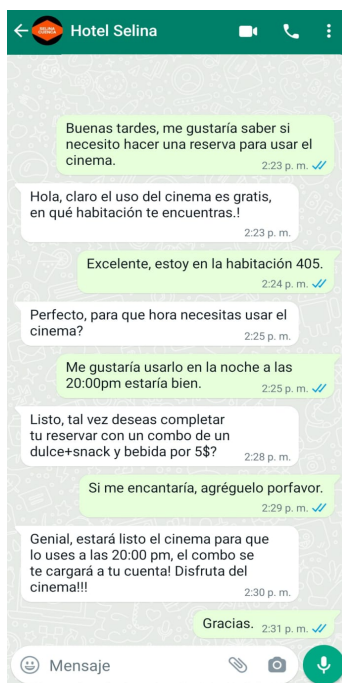 Hotel Selina
Buenas tardes, me gustaría saber si
necesito hacer una reserva para usar el
cinema.
2:23 p. m.
Hola, claro el uso del cinema es gratis,
en qué habitación te encuentras.!
2:23 p. m.
Excelente, estoy en la habitación 405.
2:24 p. m.
Perfecto, para que hora necesitas usar el
cinema?
2:25 p. m.
Me gustaría usarlo en la noche a las
20:00pm estaría bien.
2:25 p. m.
Listo, tal vez deseas completar
tu reservar con un combo de un
dulce+snack y bebida por 5$?
2:28 p. m.
Si me encantaría, agréguelo porfavor.
2:29 p. m.
Genial, estará listo el cinema para que
lo uses a las 20:00 pm, el combo se
te cargará a tu cuenta! Disfruta del
cinema!!!
2:30 p. m.
Gracias.
2:31 p. m.
Mensaje